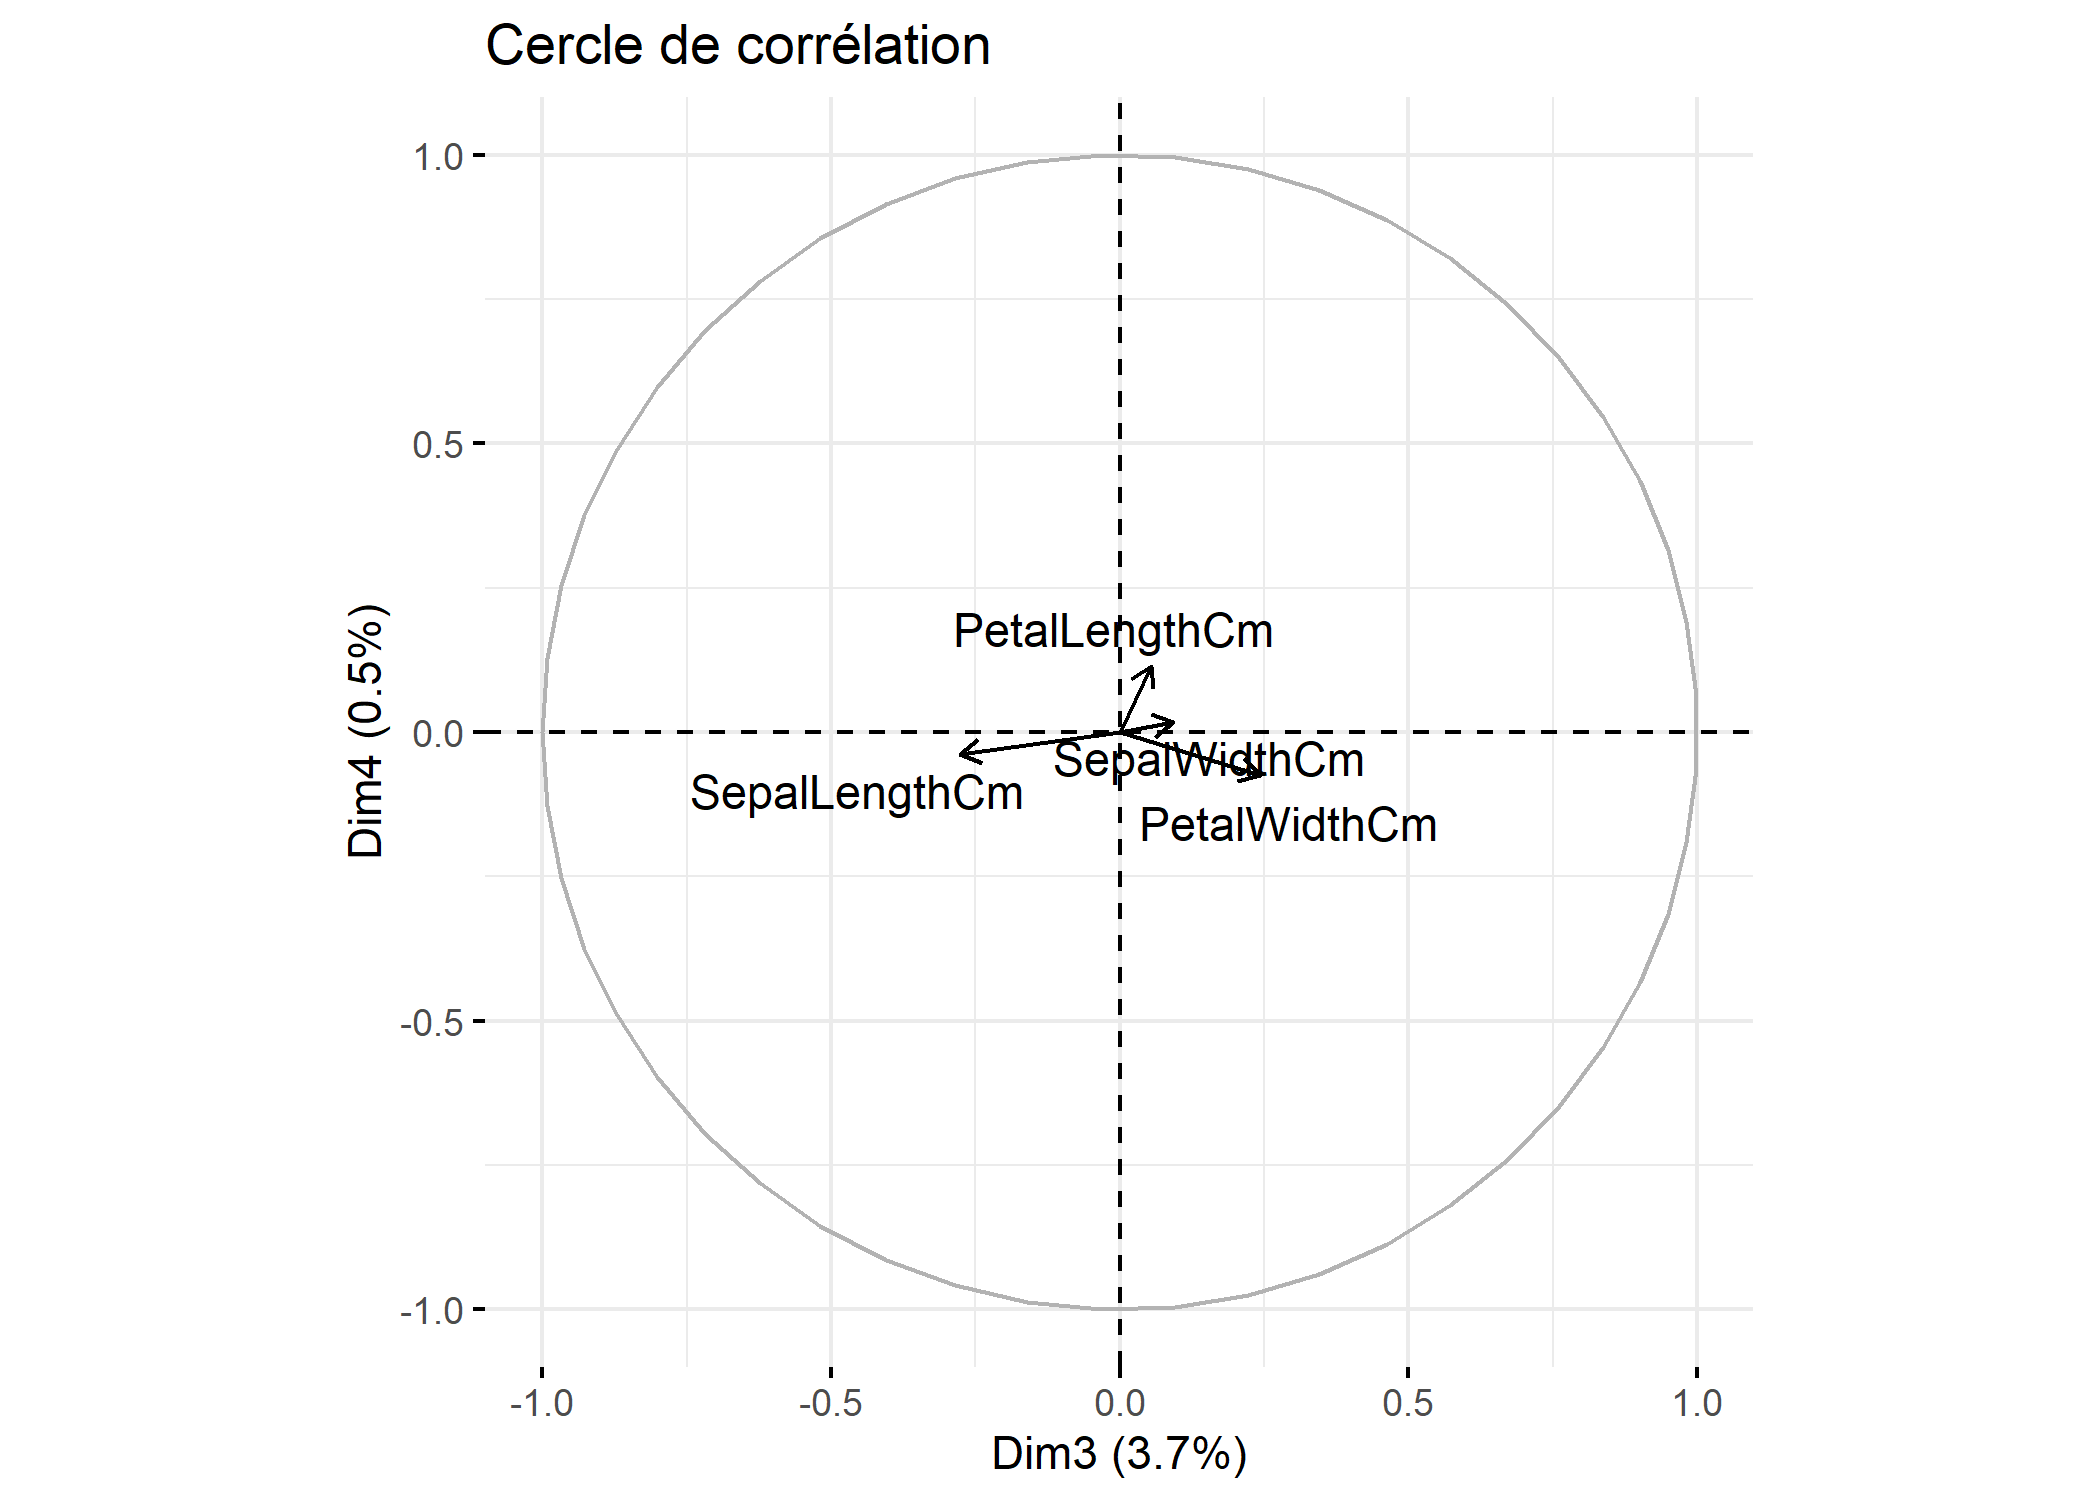 Cercle de corrélation
1.0
0.5
0.0
-0.5
-1.0
Dim4 (0.5%)
PetalLengthCm
SepalWidthCm
SepalLengthCm
PetalWidthCm
-1.0 -0.5 0.0 0.5 1.0
Dim3 (3.7%)